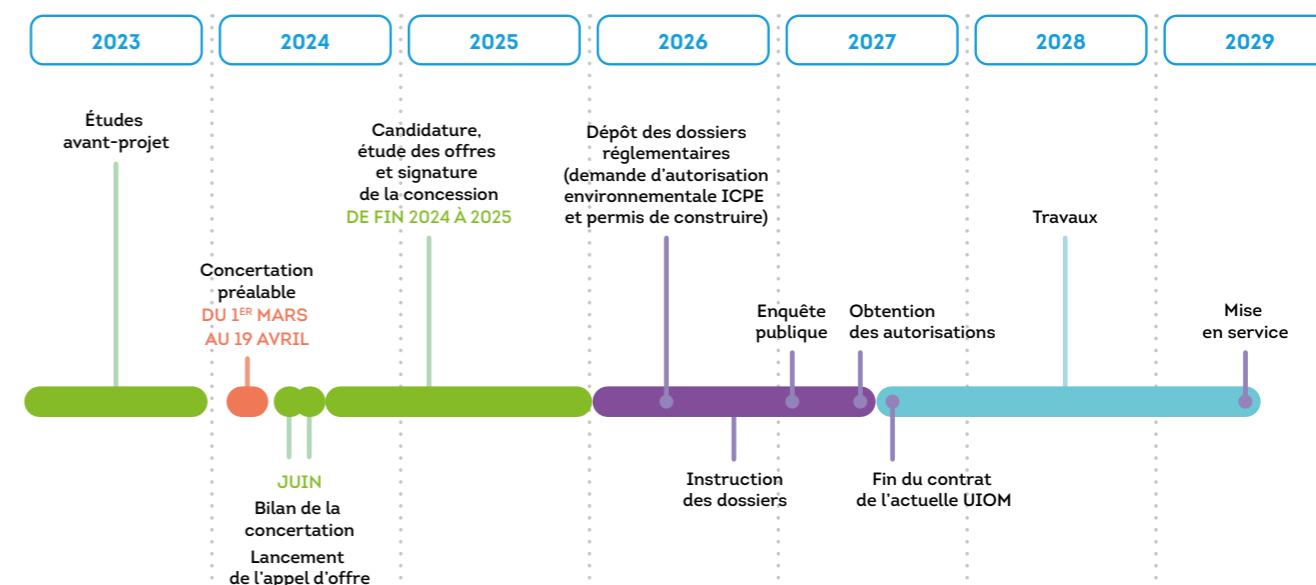 2023
2024
2025
2026
2027
2028
2029
Études
avant-projet
Concertation
préalable
DU 1ER MARS
AU 19 AVRIL
JUIN
Bilan de la
concertation
Lancement
de l'appel d'offre
Candidature,
étude des offres
et signature
de la concession
DE FIN 2024 À 2025
Dépôt des dossiers
réglementaires
(demande d'autorisation
environnementale ICPE
et permis de construire)
Instruction
des dossiers
Enquête
publique
Obtention
des autorisations
Fin du contrat
de l'actuelle UIOM
Travaux
Mise
en service